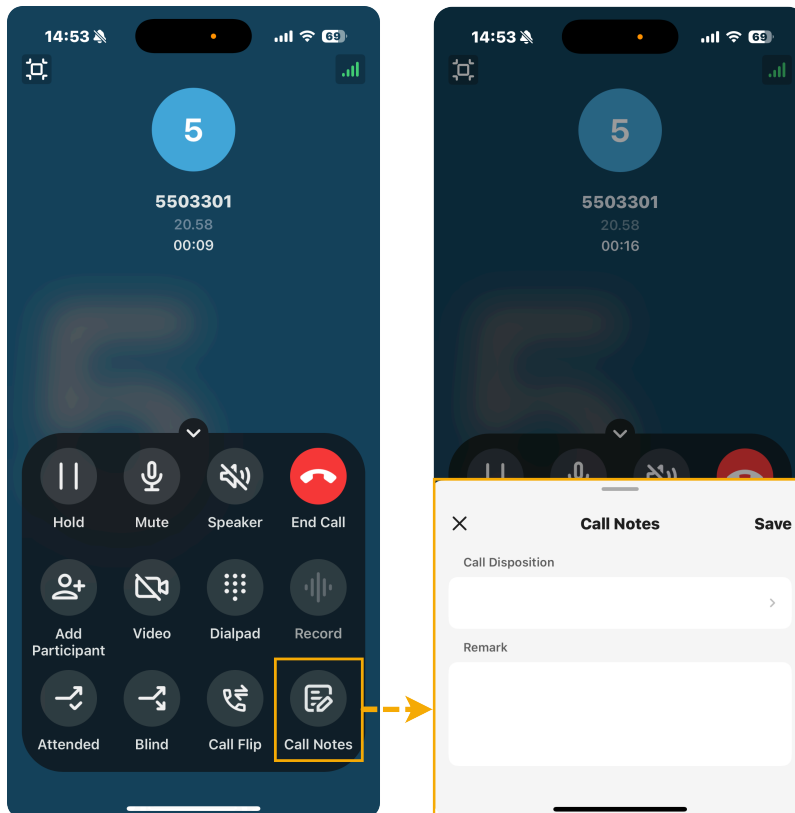 14:53
69
5
5503301
20.58
00:09
Hold
Mute
Speaker
End Call
Add
Participant
Video
Dialpad
Record
Attended
Blind
Call Flip
Call Notes
14:53
69
5
5503301
20.58
00:16
Call Notes
Save
Call Disposition
Remark